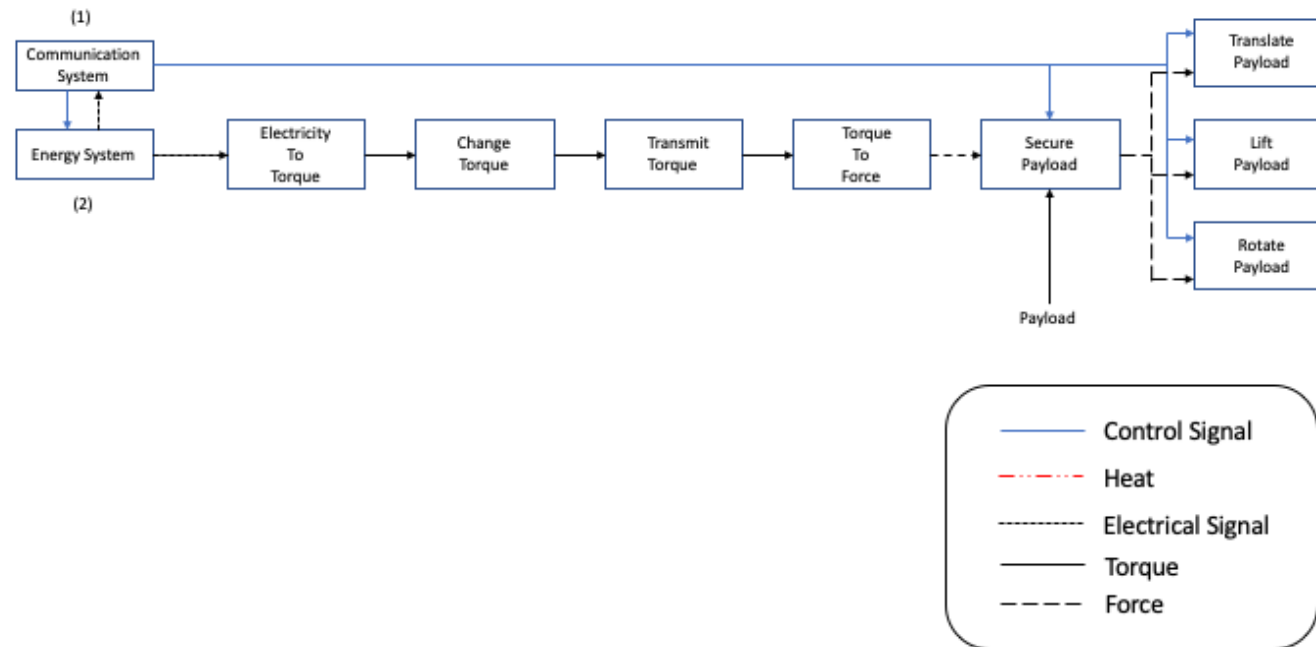 (1)
Communication
System
Energy System
(2)
Electricity
To
Torque
Change
Torque
Transmit
Torque
Torque
To
Force
Secure
Payload
Payload
Translate
Payload
Lift
Payload
Rotate
Payload
Control Signal
Heat
Electrical Signal
Torque
Force